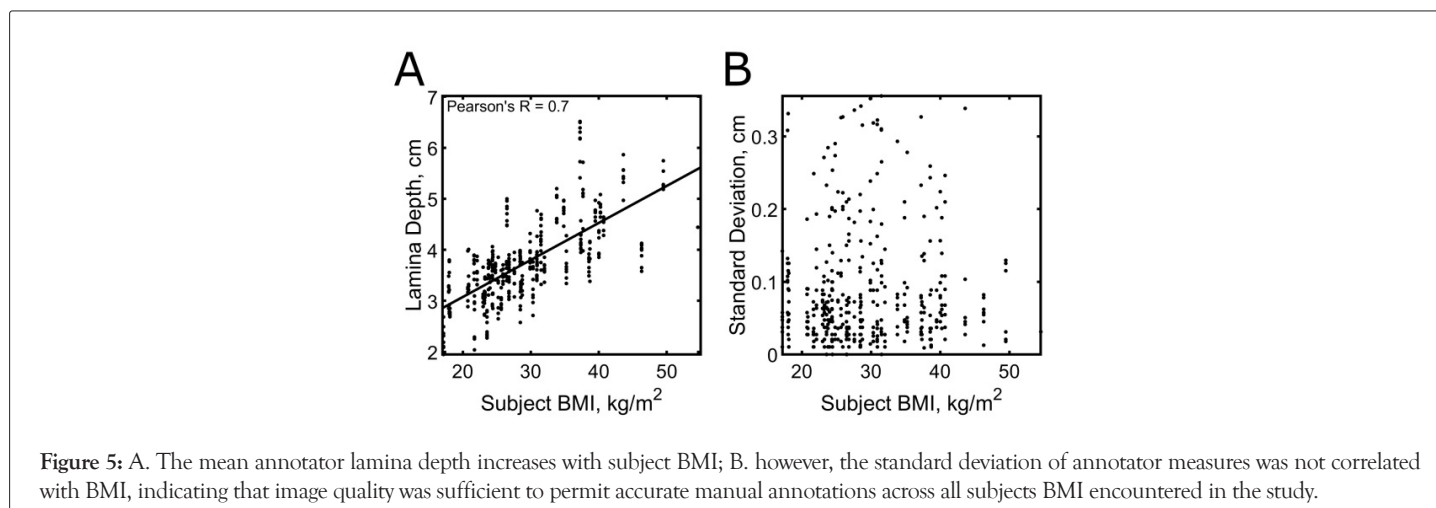 A
B
Pearson's R = 0.7
Lamina Depth, cm
7
6
5
4
3
2
20
30
40
50
Subject BMI, kg/m²
Standard Deviation, cm
0.3
0.2
0.1
0
20
30
40
50
Subject BMI, kg/m²
Figure 5: A. The mean annotator lamina depth increases with subject BMI; B. however, the standard deviation of annotator measures was not correlated
with BMI, indicating that image quality was sufficient to permit accurate manual annotations across all subjects BMI encountered in the study.